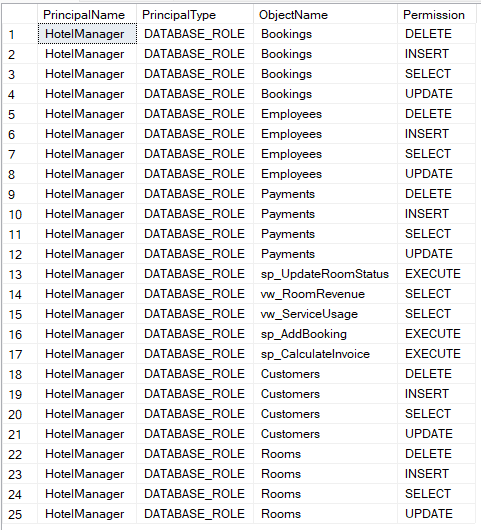 PrincipalName PrincipalType ObjectName Permission
1 HotelManager DATABASE_ROLE Bookings DELETE
2 HotelManager DATABASE_ROLE Bookings INSERT
3 HotelManager DATABASE_ROLE Bookings SELECT
4 HotelManager DATABASE_ROLE Bookings UPDATE
5 HotelManager DATABASE_ROLE Employees DELETE
6 HotelManager DATABASE_ROLE Employees INSERT
7 HotelManager DATABASE_ROLE Employees SELECT
8 HotelManager DATABASE_ROLE Employees UPDATE
9 HotelManager DATABASE_ROLE Payments DELETE
10 HotelManager DATABASE_ROLE Payments INSERT
11 HotelManager DATABASE_ROLE Payments SELECT
12 HotelManager DATABASE_ROLE Payments UPDATE
13 HotelManager DATABASE_ROLE sp_UpdateRoomStatus EXECUTE
14 HotelManager DATABASE_ROLE vw_RoomRevenue SELECT
15 HotelManager DATABASE_ROLE vw_ServiceUsage SELECT
16 HotelManager DATABASE_ROLE sp_AddBooking EXECUTE
17 HotelManager DATABASE_ROLE sp_CalculateInvoice EXECUTE
18 HotelManager DATABASE_ROLE Customers DELETE
19 HotelManager DATABASE_ROLE Customers INSERT
20 HotelManager DATABASE_ROLE Customers SELECT
21 HotelManager DATABASE_ROLE Customers UPDATE
22 HotelManager DATABASE_ROLE Rooms DELETE
23 HotelManager DATABASE_ROLE Rooms INSERT
24 HotelManager DATABASE_ROLE Rooms SELECT
25 HotelManager DATABASE_ROLE Rooms UPDATE